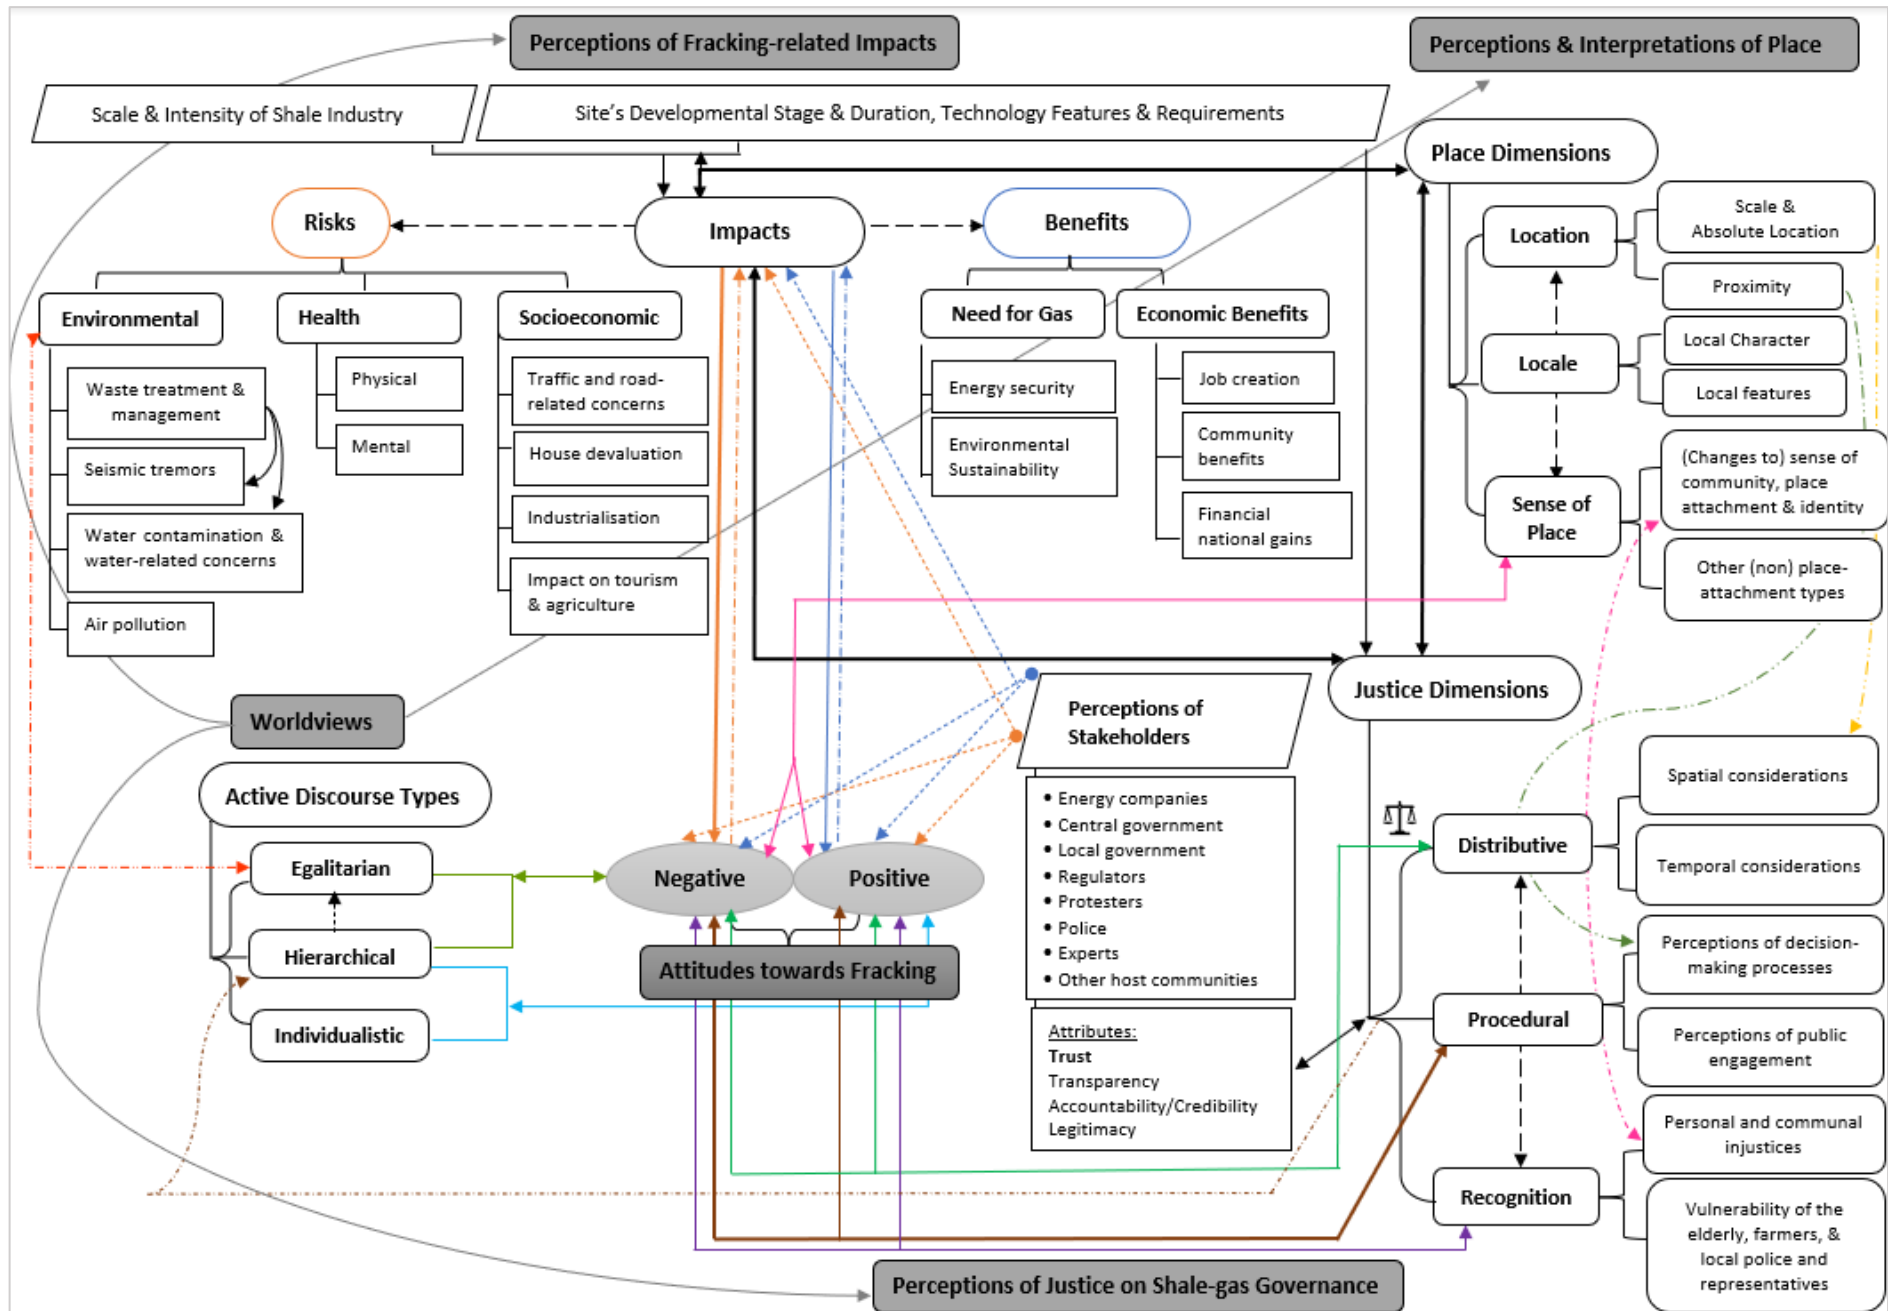 Perceptions of Fracking-related Impacts
Perceptions & Interpretations of Place
Scale & Intensity of Shale Industry
Site's Developmental Stage & Duration, Technology Features & Requirements
Risks
Impacts
Benefits
Environmental
Health
Socioeconomic
Need for Gas
Economic Benefits
Waste treatment &
management
Seismic tremors
Water contamination &
water-related concerns
Air pollution
Physical
Mental
Traffic and road-
related concerns
House devaluation
Industrialisation
Impact on tourism
& agriculture
Energy security
Environmental
Sustainability
Job creation
Community
benefits
Financial
national gains
Place Dimensions
Location
Scale &
Absolute Location
Proximity
Locale
Local Character
Local features
Sense of
Place
(Changes to) sense of
community, place
attachment & identity
Other (non) place-
attachment types
Worldviews
Active Discourse Types
Egalitarian
Hierarchical
Individualistic
Negative
Positive
Attitudes towards Fracking
Perceptions of
Stakeholders
• Energy companies
• Central government
• Local government
• Regulators
• Protesters
• Police
• Experts
• Other host communities
Attributes:
Trust
Transparency
Accountability/Credibility
Legitimacy
Justice Dimensions
Distributive
Spatial considerations
Temporal considerations
Procedural
Perceptions of decision-
making processes
Perceptions of public
engagement
Recognition
Personal and communal
injustices
Vulnerability of the
elderly, farmers, &
local police and
representatives
Perceptions of Justice on Shale-gas Governance